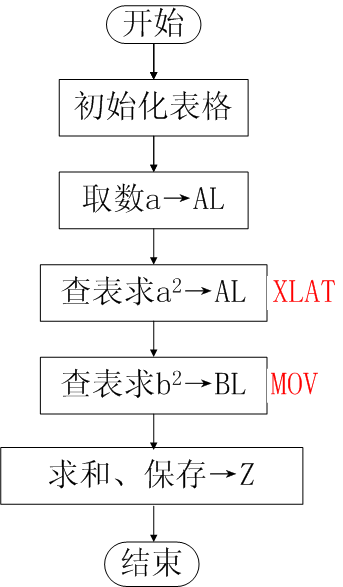 开始
初始化表格
取数a→AL
查表求a²→AL XLAT
查表求b²→BL MOV
求和、保存→Z
结束